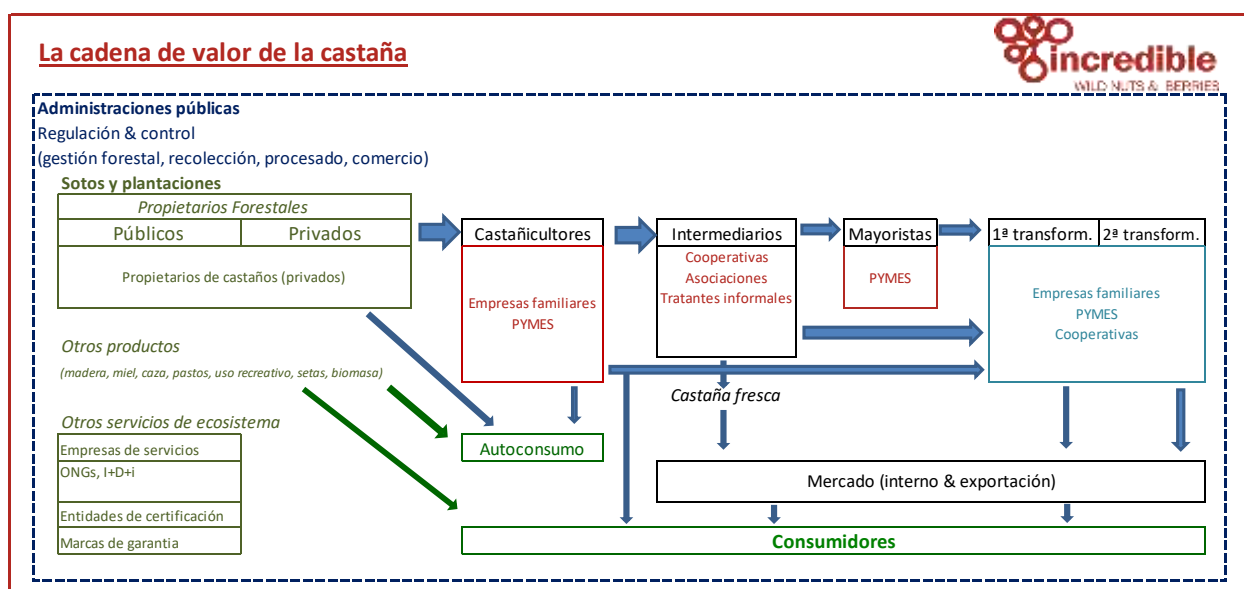 La cadena de valor de la castaña
incredible
WILD NUTS & BERRIES
Administraciones públicas
Regulación & control
(gestión forestal, recolección, procesado, comercio)
Sotos y plantaciones
Propietarios Forestales
Públicos
Privados
Propietarios de castaños (privados)
Castañicultores
Empresas familiares
PYMES
Intermediarios
Cooperativas
Asociaciones
Tratantes informales
Mayoristas
PYMES
1ª transform.
2ª transform.
Empresas familiares
PYMES
Cooperativas
Otros productos
(madera, miel, caza, pastos, uso recreativo, setas, biomasa)
Castaña fresca
Otros servicios de ecosistema
Empresas de servicios
ONGs, I+D+i
Entidades de certificación
Marcas de garantia
Autoconsumo
Mercado (interno & exportación)
Consumidores